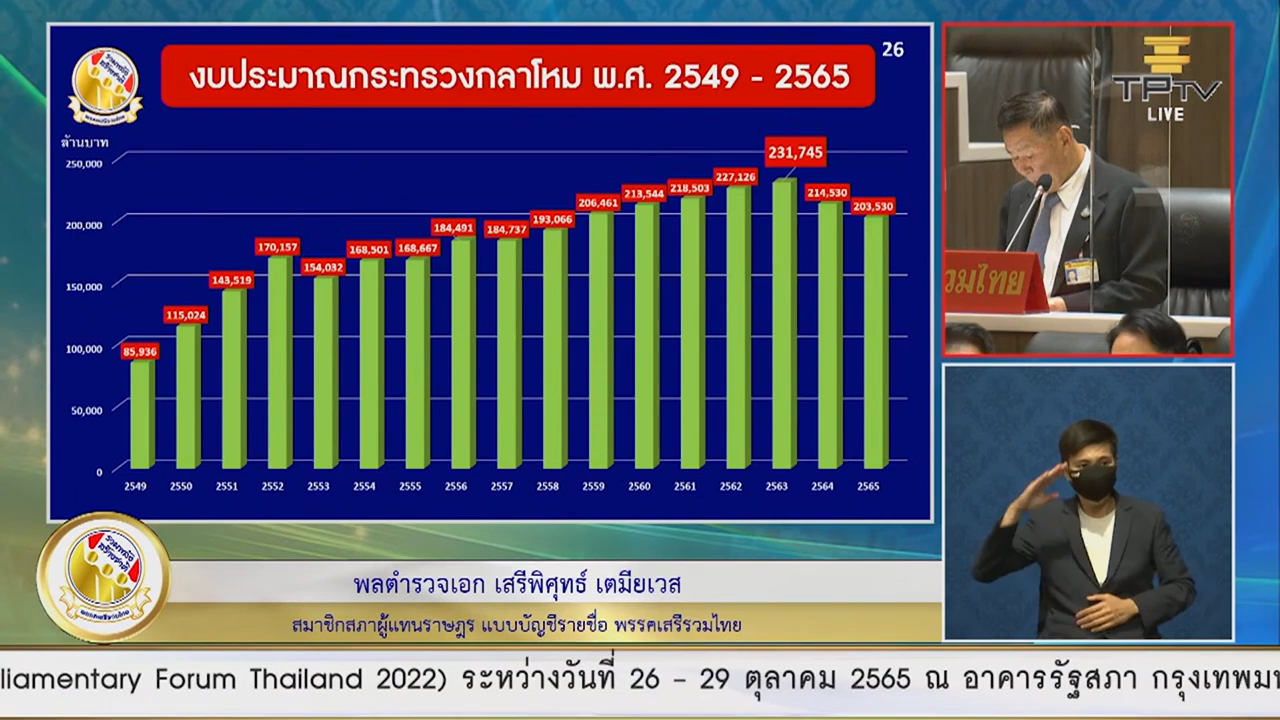 26
งบประมาณกระทรวงกลาโหม พ.ศ. 2549 - 2565
ล้านบาท
250,000
200,000
150,000
100,000
50,000
0
85,936
115,024
143,519
170,157
154,032
168,501
168,667
184,491
184,737
193,066
206,461
213,544
218,503
227,126
231,745
214,530
203,530
2549 2550 2551 2552 2553 2554 2555 2556 2557 2558 2559 2560 2561 2562 2563 2564 2565
TPTV
LIVE
วมไทย
พลตำรวจเอก เสรีพิศุทธ์ เตมียเวส
สมาชิกสภาผู้แทนราษฎร แบบบัญชีรายชื่อ พรรคเสรีรวมไทย
liamentary Forum Thailand 2022) ระหว่างวันที่ 26 – 29 ตุลาคม 2565 ณ อาคารรัฐสภา กรุงเทพม